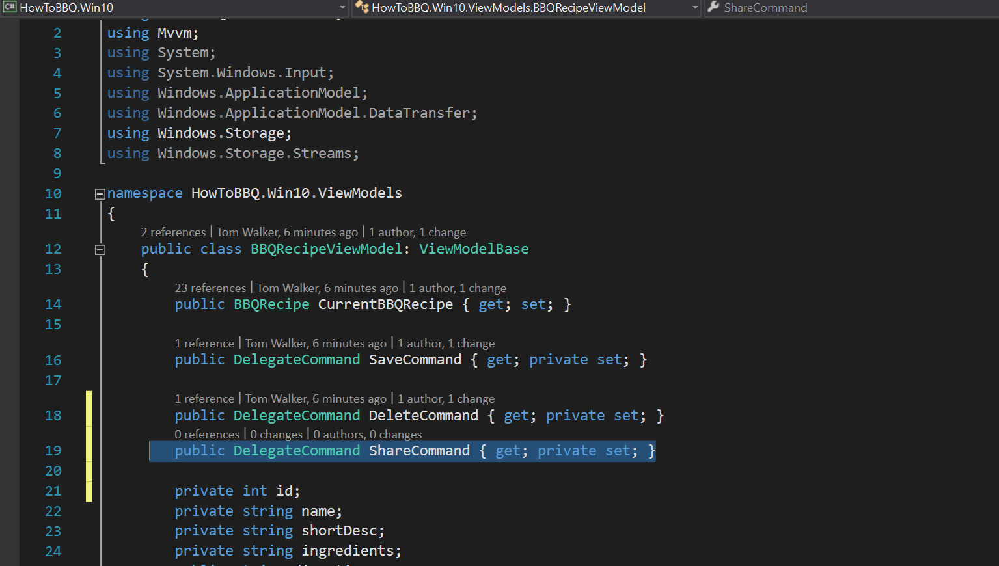 C# HowToBBQ.Win10 HowToBBQ.Win10.ViewModels.BBQRecipeViewModel ShareCommand
2 using Mvvm;
3 using System;
4 using System.Windows.Input;
5 using Windows.ApplicationModel;
6 using Windows.ApplicationModel.DataTransfer;
7 using Windows.Storage;
8 using Windows.Storage.Streams;
9
10 namespace HowToBBQ.Win10.ViewModels
11 {
2 references | Tom Walker, 6 minutes ago | 1 author, 1 change
12 public class BBQRecipeViewModel: ViewModelBase
13 {
23 references | Tom Walker, 6 minutes ago | 1 author, 1 change
14 public BBQRecipe CurrentBBQRecipe { get; set; }
15
1 reference | Tom Walker, 6 minutes ago | 1 author, 1 change
16 public DelegateCommand SaveCommand { get; private set; }
17
1 reference | Tom Walker, 6 minutes ago | 1 author, 1 change
18 public DelegateCommand DeleteCommand { get; private set; }
0 references | 0 changes | 0 authors, 0 changes
19 public DelegateCommand ShareCommand { get; private set; }
20
21 private int id;
22 private string name;
23 private string shortDesc;
24 private string ingredients;